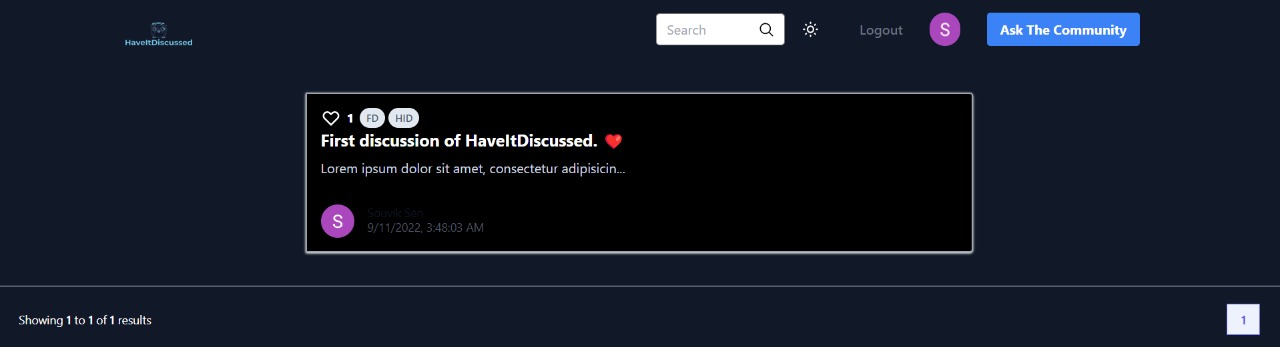 HaveItDiscussed
Search
Logout
S
Ask The Community
1 FD HID
First discussion of HaveItDiscussed. ❤️
Lorem ipsum dolor sit amet, consectetur adipisicin...
S
Souvik Sen
9/11/2022, 3:48:03 AM
Showing 1 to 1 of 1 results
1